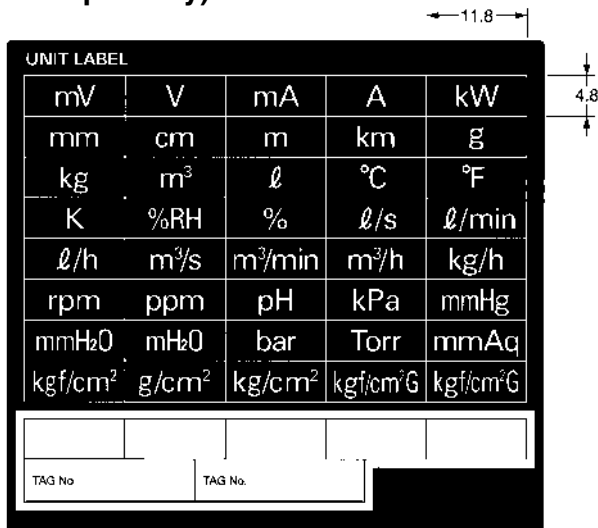 11.8
UNIT LABEL
4.8
mV V mA A kW
mm cm m km g
kg m³ ℓ ℃ ℉
K %RH % ℓ/s ℓ/min
ℓ/h m³/s m³/min m³/h kg/h
rpm ppm pH kPa mmHg
mmH₂O mH₂O bar Torr mmAq
kgf/cm² g/cm² kg/cm² kgf/cm²G kgf/cm²G
TAG No TAG No.